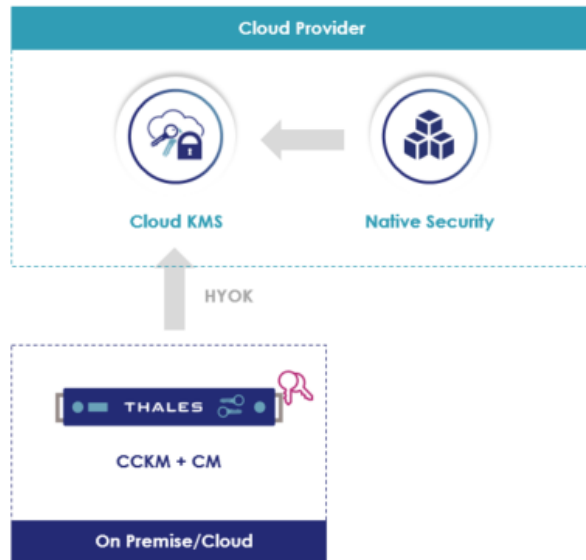 Cloud Provider
Cloud KMS
Native Security
HYOK
THALES
CCKM + CM
On Premise/Cloud